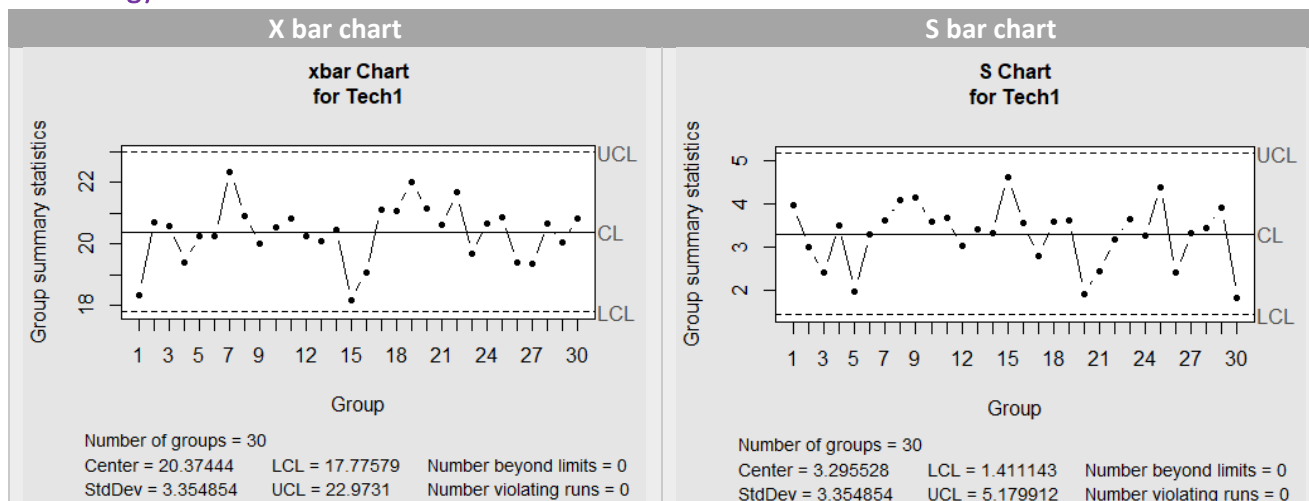 X bar chart
S bar chart
xbar Chart
for Tech1
Group summary statistics
22
20
18
UCL
CL
LCL
1 3 5 7 9 12 15 18 21 24 27 30
Group
Number of groups = 30
Center = 20.37444 LCL = 17.77579 Number beyond limits = 0
StdDev = 3.354854 UCL = 22.9731 Number violating runs = 0
S Chart
for Tech1
Group summary statistics
5
4
3
2
UCL
CL
LCL
1 3 5 7 9 12 15 18 21 24 27 30
Group
Number of groups = 30
Center = 3.295528 LCL = 1.411143 Number beyond limits = 0
StdDev = 3.354854 UCL = 5.179912 Number violating runs = 0